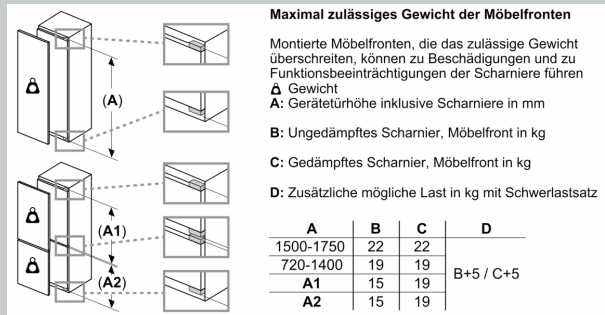 Maximal zulässiges Gewicht der Möbelfronten
Montierte Möbelfronten, die das zulässige Gewicht
überschreiten, können zu Beschädigungen und zu
Funktionsbeeinträchtigungen der Scharniere führen
Gewicht
A: Gerätetürhöhe inklusive Scharniere in mm
B: Ungedämpftes Scharnier, Möbelfront in kg
C: Gedämpftes Scharnier, Möbelfront in kg
D: Zusätzliche mögliche Last in kg mit Schwerlastsatz
(A)
(A1)
(A2)
A B C D
1500-1750 22 22
720-1400 19 19
B+5 / C+5
A1 15 19
A2 15 19